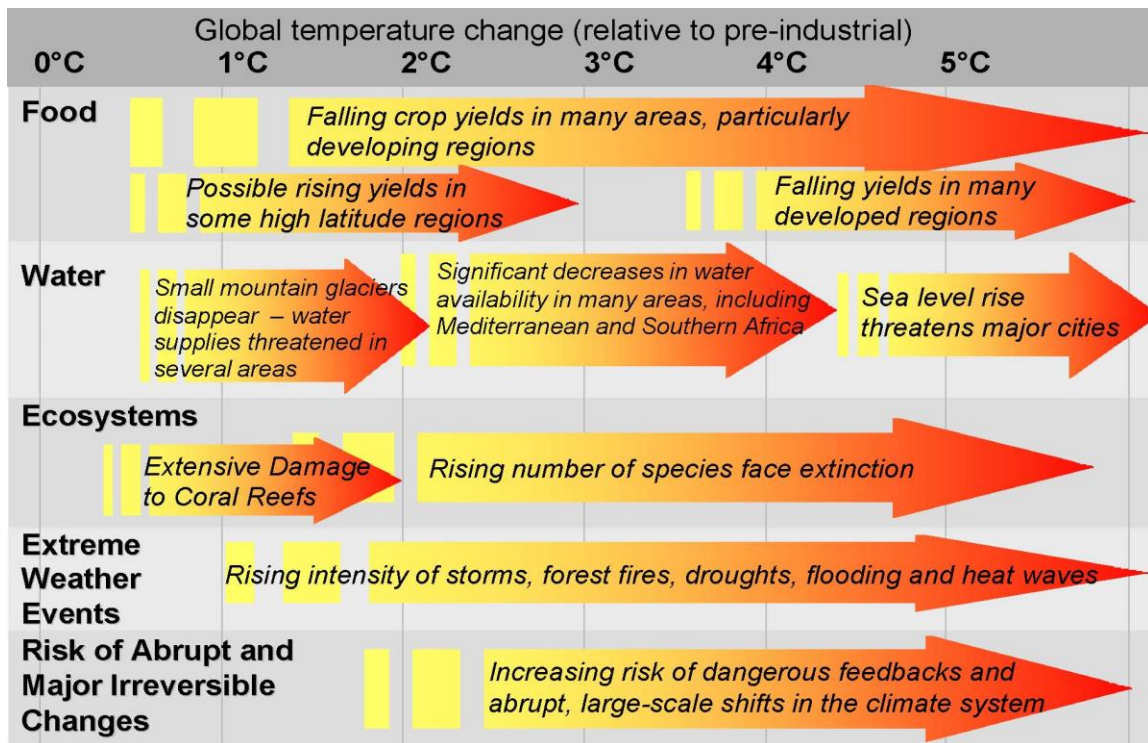 Global temperature change (relative to pre-industrial)
0°C 1°C 2°C 3°C 4°C 5°C
Food
Falling crop yields in many areas, particularly
developing regions
Possible rising yields in
some high latitude regions
Falling yields in many
developed regions
Water
Small mountain glaciers
disappear – water
supplies threatened in
several areas
Significant decreases in water
availability in many areas, including
Mediterranean and Southern Africa
Sea level rise
threatens major cities
Ecosystems
Extensive Damage
to Coral Reefs
Rising number of species face extinction
Extreme
Weather
Events
Rising intensity of storms, forest fires, droughts, flooding and heat waves
Risk of Abrupt and
Major Irreversible
Changes
Increasing risk of dangerous feedbacks and
abrupt, large-scale shifts in the climate system